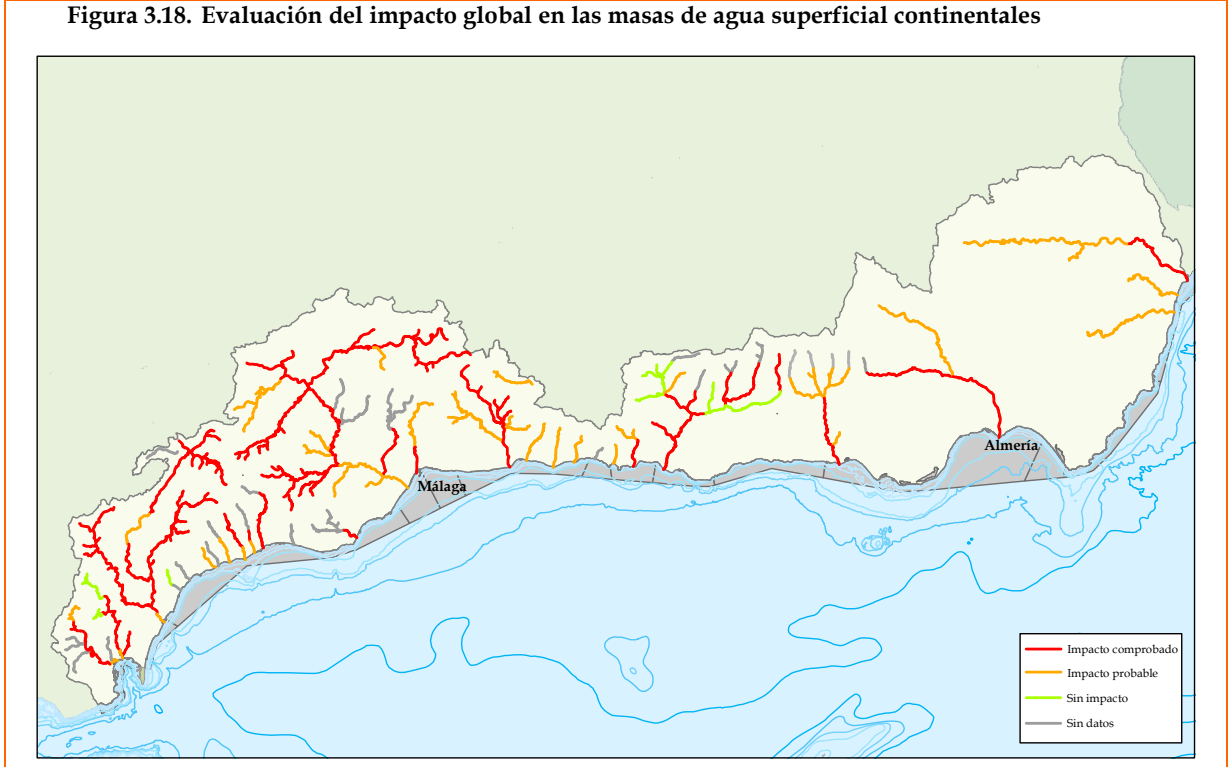 Figura 3.18. Evaluación del impacto global en las masas de agua superficial continentales
Almería
Málaga
Impacto comprobado
Impacto probable
Sin impacto
Sin datos